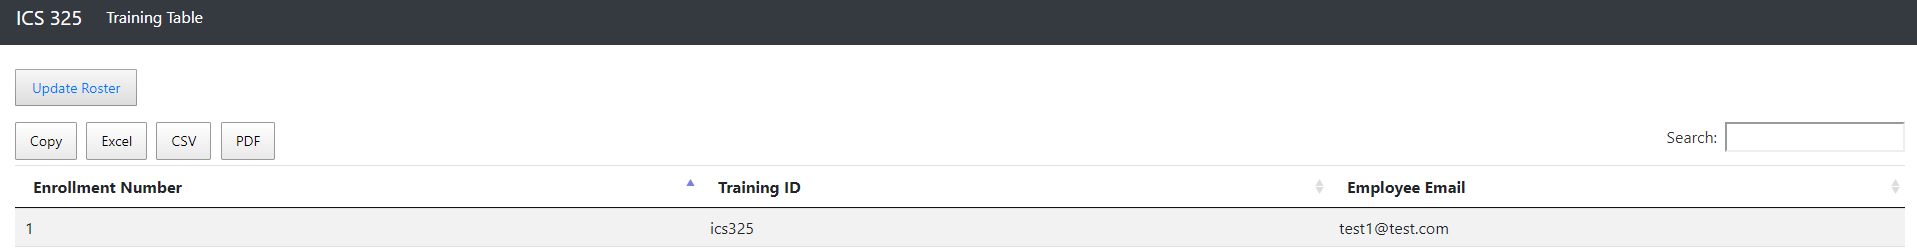 ICS 325 Training Table
Update Roster
Copy Excel CSV PDF Search:
Enrollment Number Training ID Employee Email
1 ics325 test1@test.com